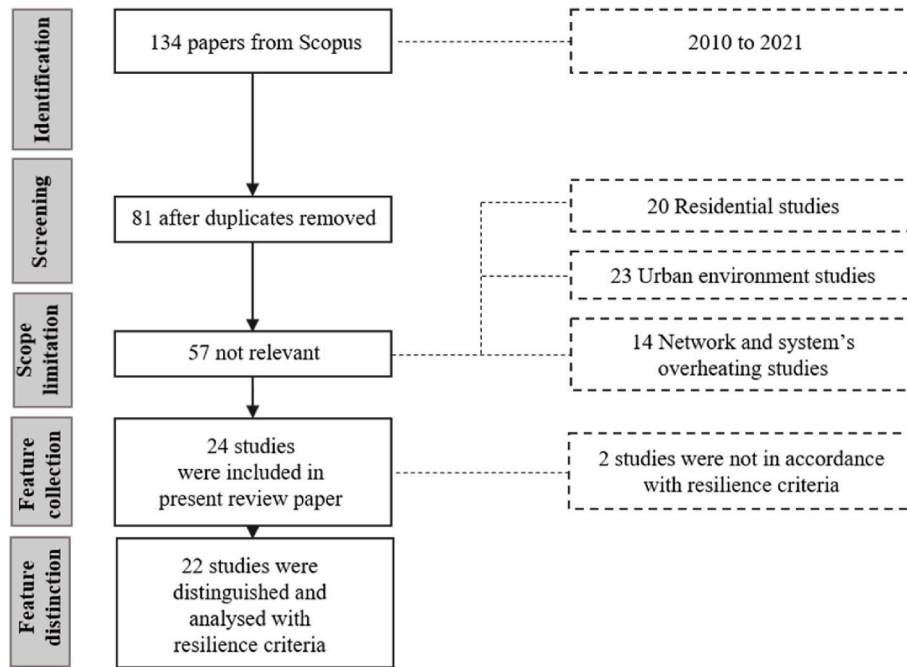 Identification
134 papers from Scopus
2010 to 2021
Screening
81 after duplicates removed
20 Residential studies
23 Urban environment studies
Scope
limitation
57 not relevant
14 Network and system's
overheating studies
Feature
collection
24 studies
were included in
present review paper
2 studies were not in accordance
with resilience criteria
Feature
distinction
22 studies were
distinguished and
analysed with
resilience criteria